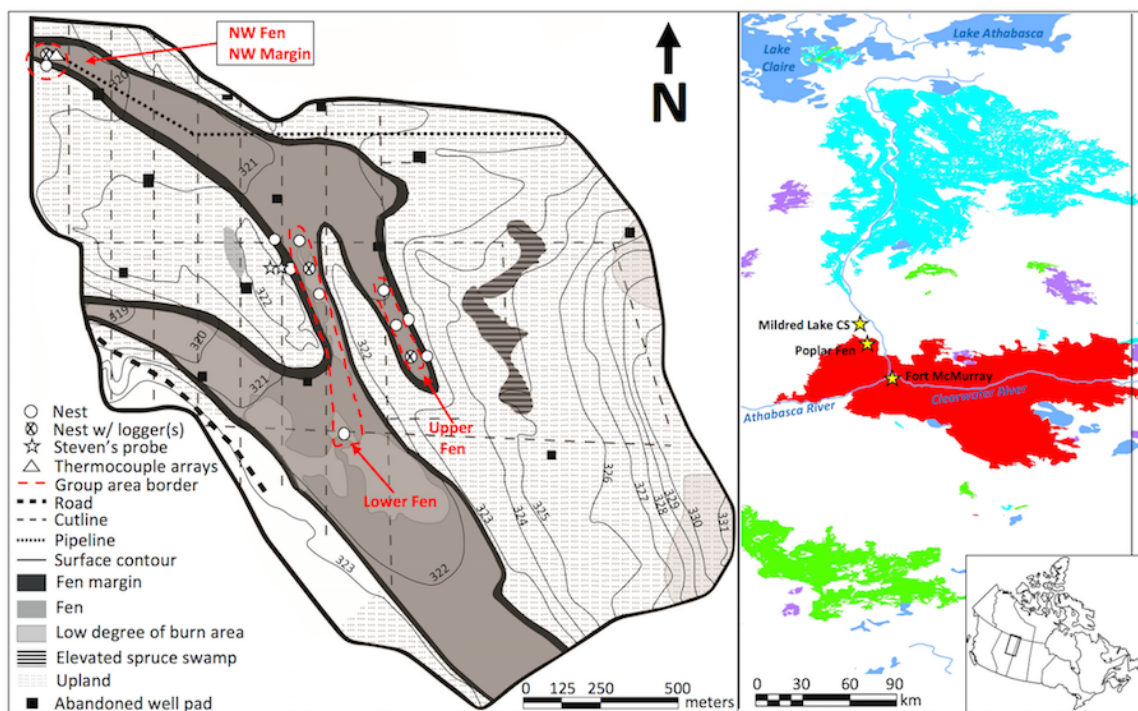 NW Fen
NW Margin
N
320
321
322
322
319
320
321
322
323
322
323
324
325
326
327
328
329
330
331
Upper
Fen
Lower Fen
Nest
Nest w/ logger(s)
Steven's probe
Thermocouple arrays
Group area border
Road
Cutline
Pipeline
Surface contour
Fen margin
Fen
Low degree of burn area
Elevated spruce swamp
Upland
Abandoned well pad
0 125 250 500
meters
Lake
Claire
Lake Athabasca
Mildred Lake CS
Poplar Fen
Fort McMurray
Clearwater River
Athabasca River
0 15 30 60 90
km